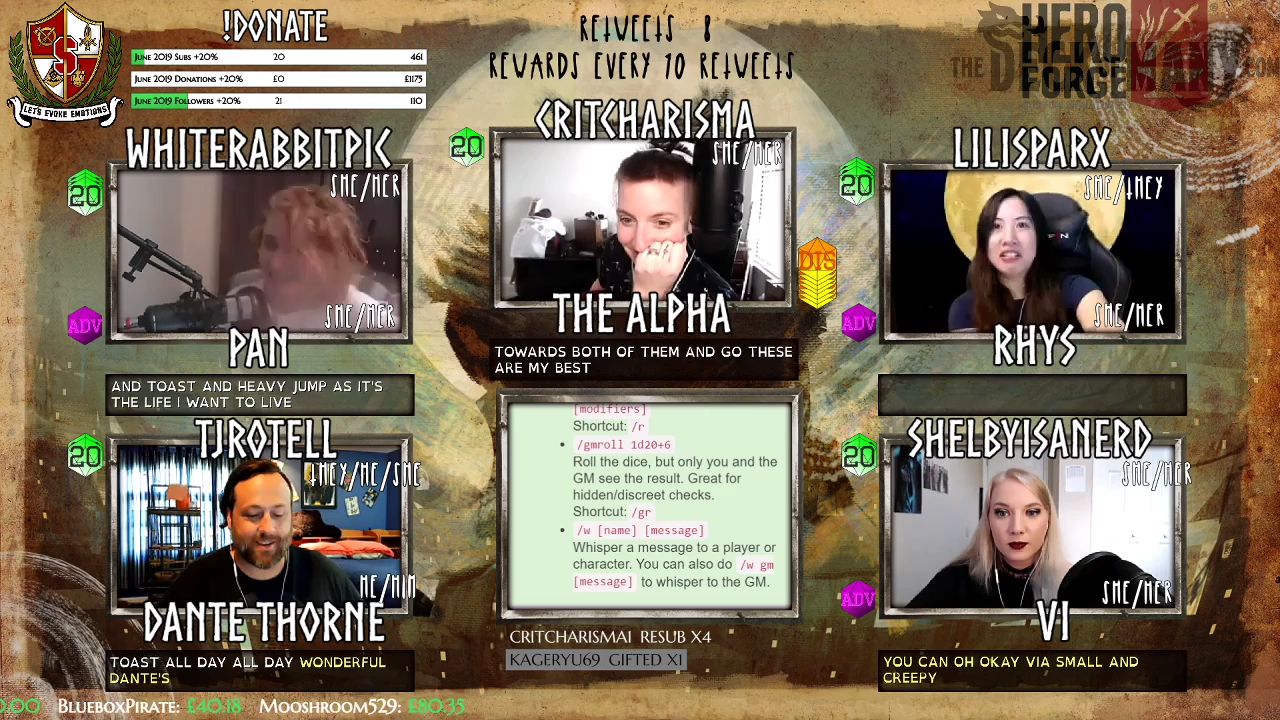 !DONATE
JUNE 2019 SUBS +20% 20 461
JUNE 2019 DONATIONS +20% £0 £1175
JUNE 2019 FOLLOWERS +20% 21 110
LET'S EVOKE EMOTIONS
RETWEETS 8
REWARDS EVERY 10 RETWEETS
THE
HERO
FORGE
WHITERABBITPIC
SHE/HER
20
ADV
SHE/HER
PAN
AND TOAST AND HEAVY JUMP AS IT'S
THE LIFE I WANT TO LIVE
CRITCHARISMA
SHE/HER
20
DTS
THE ALPHA
TOWARDS BOTH OF THEM AND GO THESE
ARE MY BEST
LILISPARX
SHE/THEY
20
ADV
SHE/HER
RHYS
TJROTELL
THEY/HE/SHE
20
HE/HIM
DANTE THORNE
TOAST ALL DAY ALL DAY WONDERFUL
DANTE'S
[modifiers]
Shortcut: /r
• /gmroll 1d20+6
Roll the dice, but only you and the
GM see the result. Great for
hidden/discreet checks.
Shortcut: /gr
• /w [name] [message]
Whisper a message to a player or
character. You can also do /w gm
[message] to whisper to the GM.
CRITCHARISMA1 RESUB X4
KAGERYU69 GIFTED X1
SHELBYISANERD
SHE/HER
20
ADV
SHE/HER
VI
YOU CAN OH OKAY VIA SMALL AND
CREEPY
0.00 BLUEBOXPIRATE: £40.18 MOOSHROOM529: £80.35